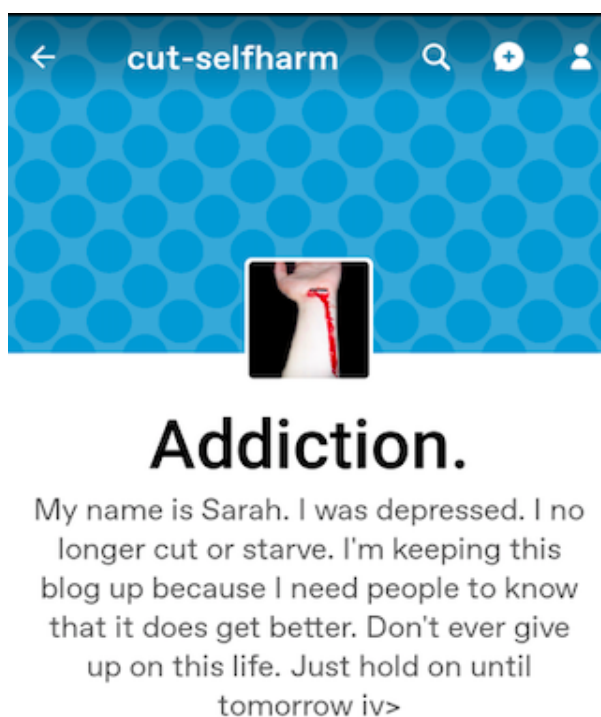 cut-selfharm
Addiction.
My name is Sarah. I was depressed. I no
longer cut or starve. I'm keeping this
blog up because I need people to know
that it does get better. Don't ever give
up on this life. Just hold on until
tomorrow iv>